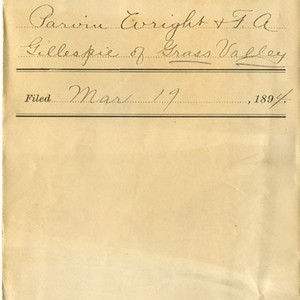 Parvin Wright & F. A
Gillespie of Grass Valley
Filed Mar 19, 1894.